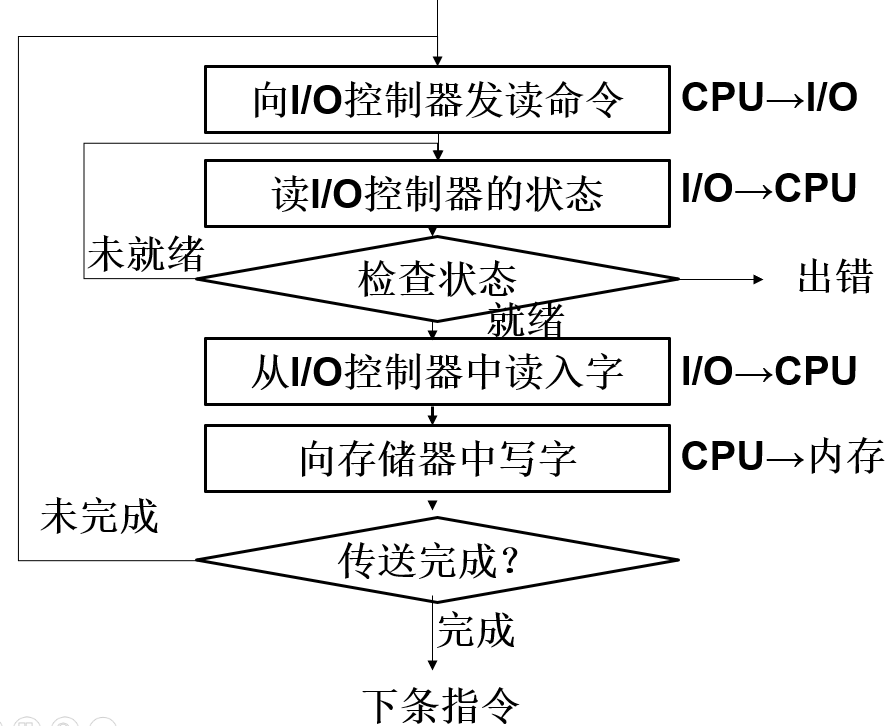 向I/O控制器发读命令 CPU→I/O
读I/O控制器的状态 I/O→CPU
未就绪
检查状态 出错
就绪
从I/O控制器中读入字 I/O→CPU
向存储器中写字 CPU→内存
未完成
传送完成？
完成
下条指令